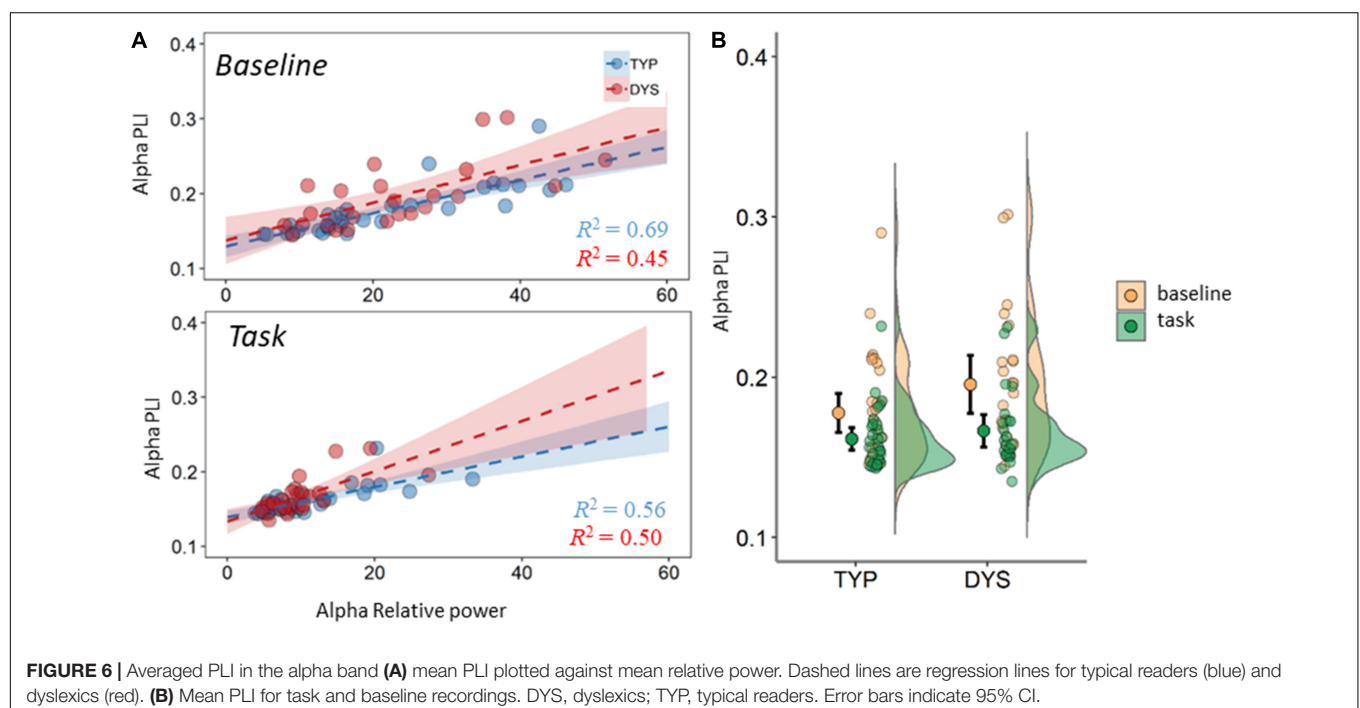 A
Baseline
TYP
DYS
0.4
0.3
0.2
0.1
Alpha PLI
R² = 0.69
R² = 0.45
0 20 40 60
Task
0.4
0.3
0.2
0.1
Alpha PLI
R² = 0.56
R² = 0.50
0 20 40 60
Alpha Relative power
B
0.4
0.3
0.2
0.1
Alpha PLI
TYP DYS
baseline
task
FIGURE 6 | Averaged PLI in the alpha band (A) mean PLI plotted against mean relative power. Dashed lines are regression lines for typical readers (blue) and
dyslexics (red). (B) Mean PLI for task and baseline recordings. DYS, dyslexics; TYP, typical readers. Error bars indicate 95% CI.